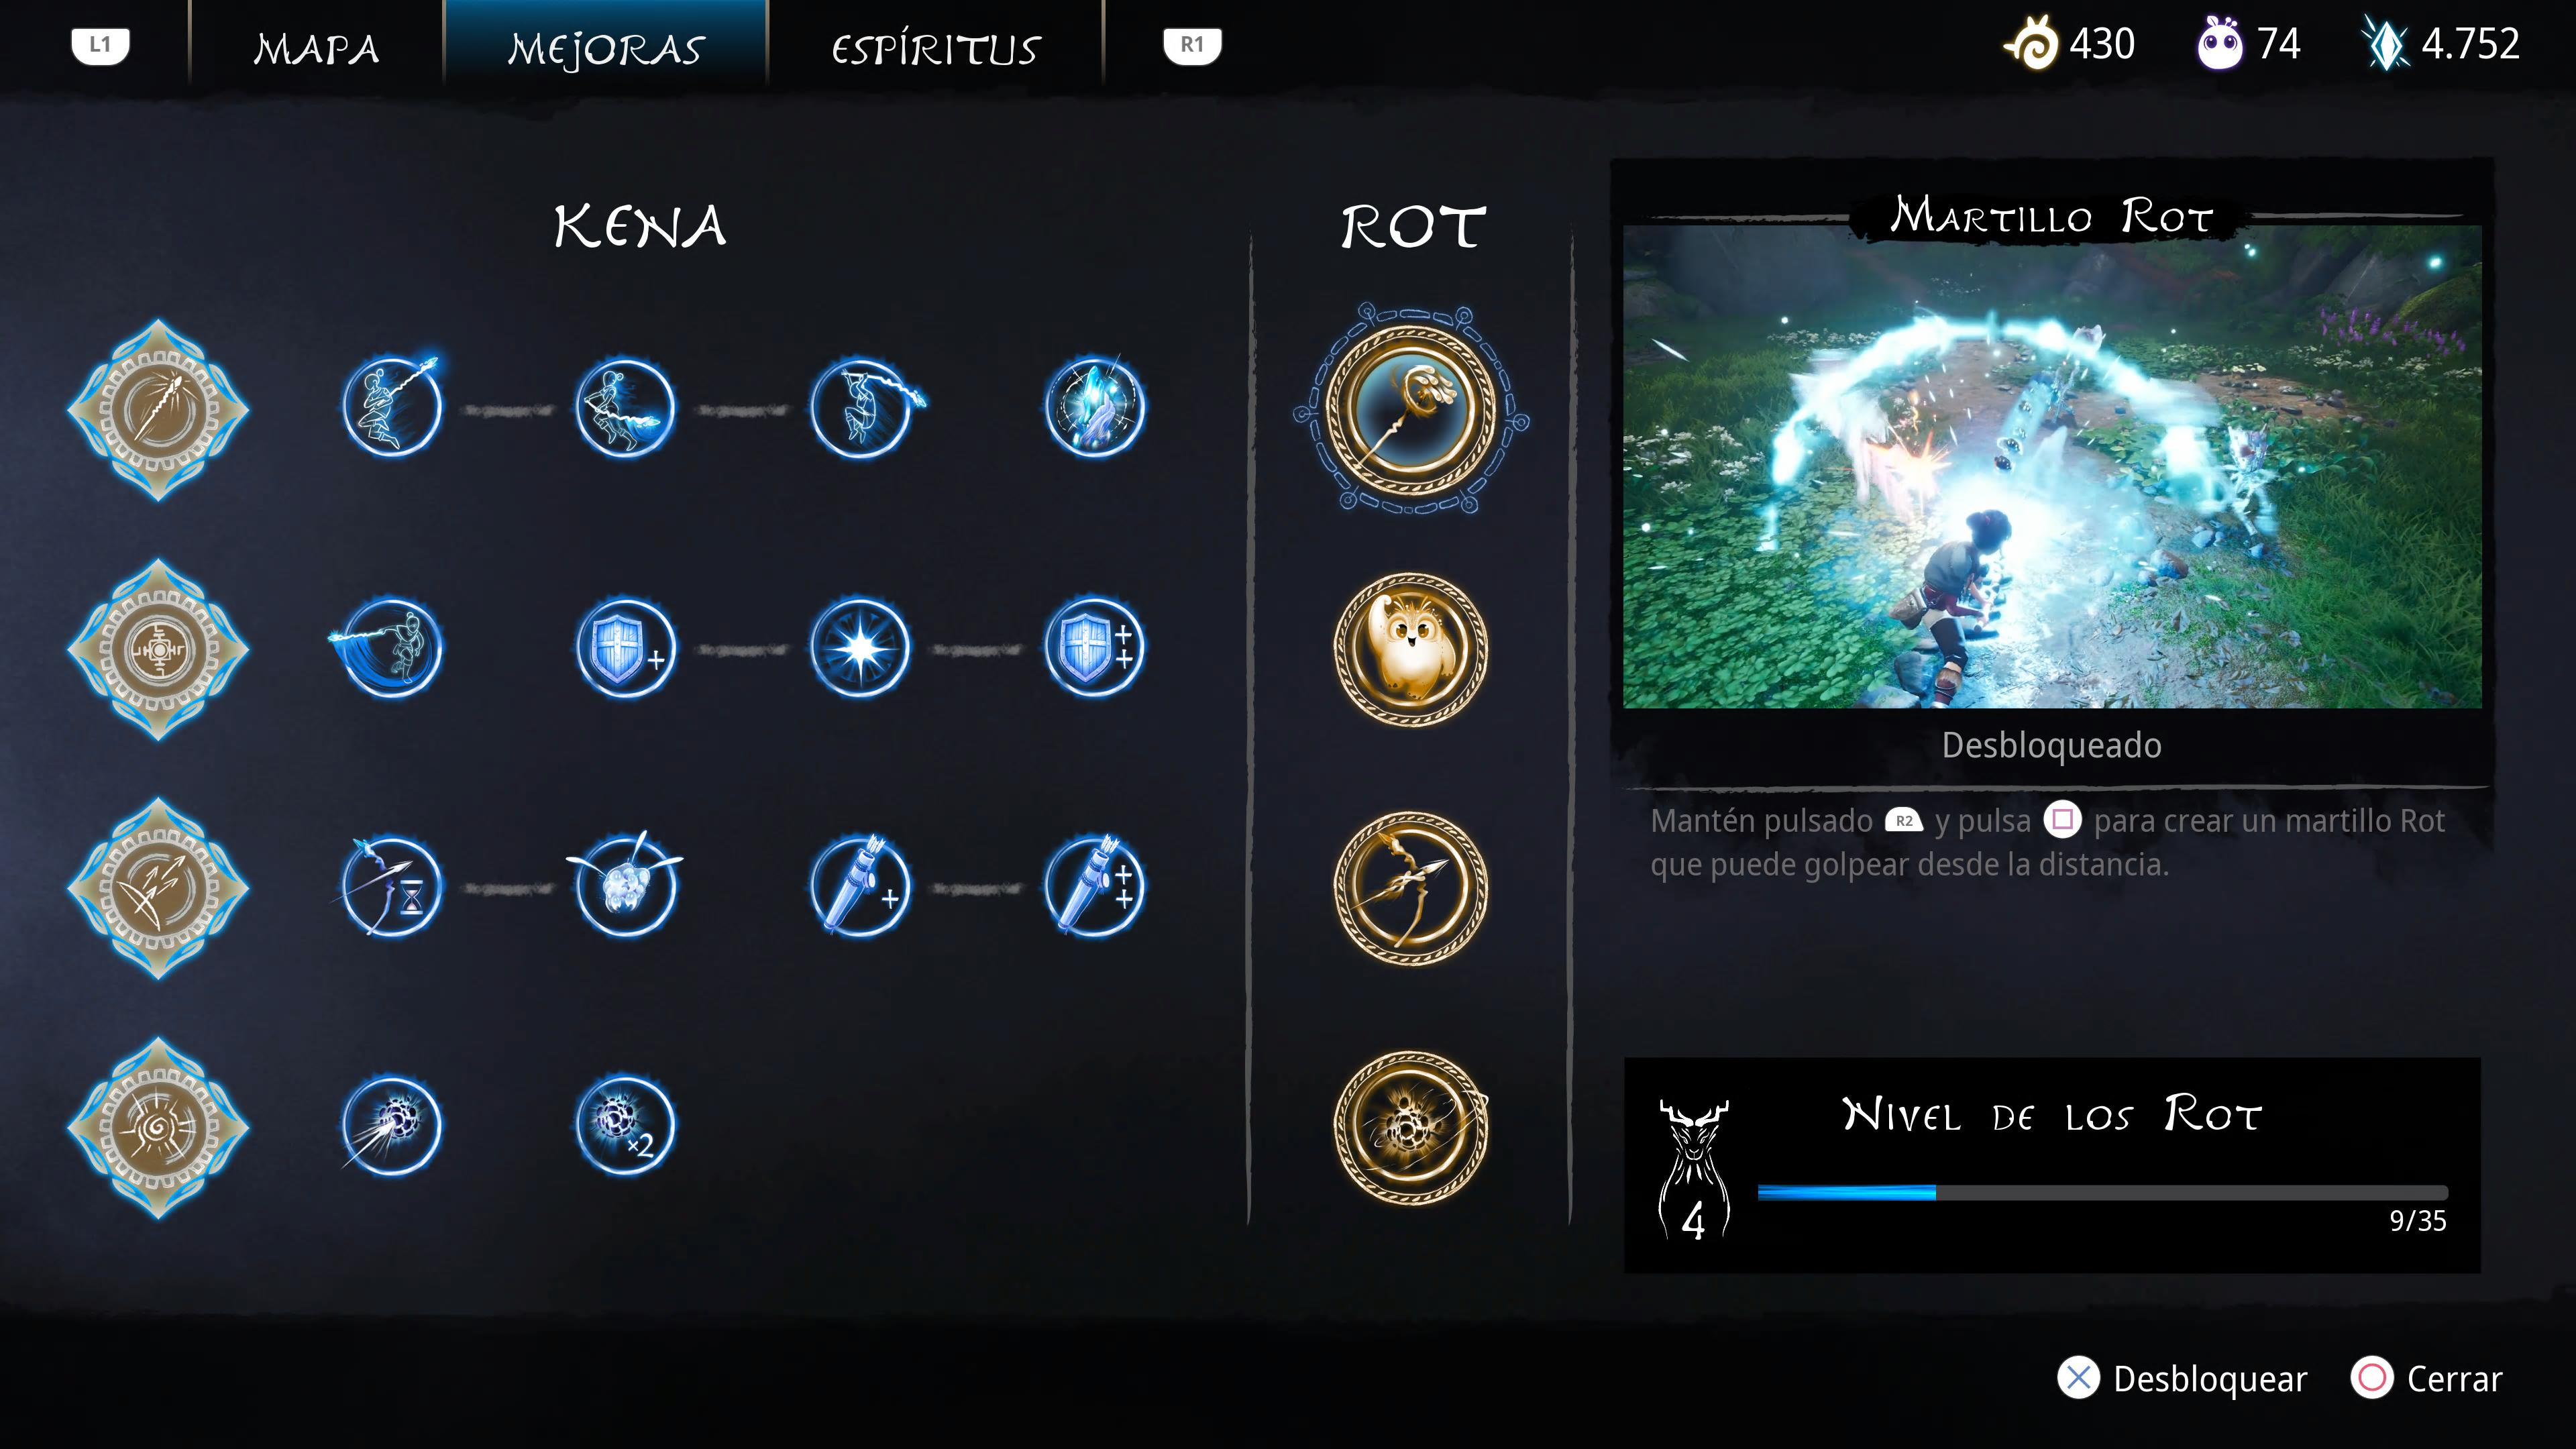 L1 MAPA MEJORAS ESPÍRITUS R1 430 74 4.752
KENA
ROT
MARTILLO ROT
+
++
+
++
×2
Desbloqueado
Mantén pulsado R2 y pulsa para crear un martillo Rot
que puede golpear desde la distancia.
NIVEL DE LOS ROT
4
9/35
Desbloquear Cerrar